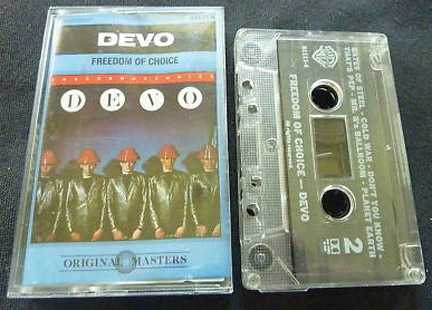 DEVO
FREEDOM OF CHOICE
DEVO
ORIGINAL MASTERS
GATES OF STEEL • COLD WAR • DON'T YOU KNOW •
THAT'S PEP • MR. B's BALLROOM • PLANET EARTH
2
FREEDOM OF CHOICE — DEVO